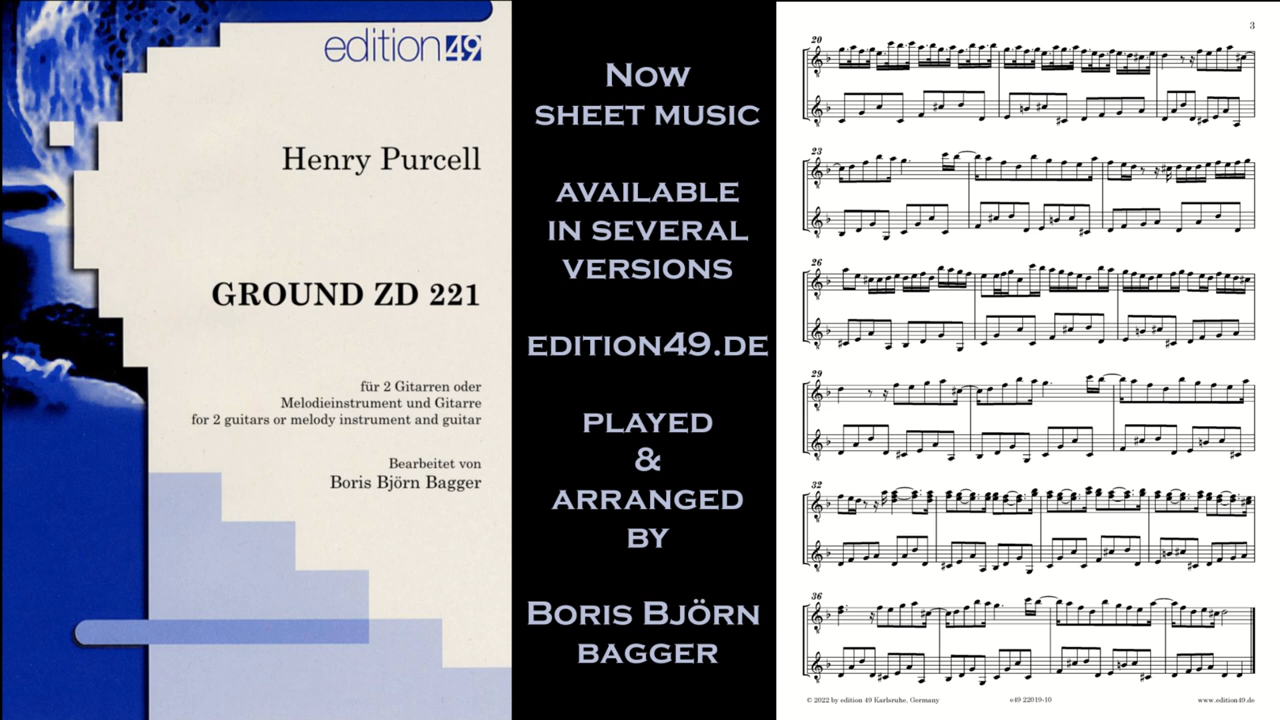 edition49
Henry Purcell
GROUND ZD 221
für 2 Gitarren oder
Melodieinstrument und Gitarre
for 2 guitars or melody instrument and guitar
Bearbeitet von
Boris Björn Bagger
Now
SHEET MUSIC
AVAILABLE
IN SEVERAL
VERSIONS
EDITION49.DE
PLAYED
&
ARRANGED
BY
Boris Björn
BAGGER
3
20
23
26
29
32
36
© 2022 by edition 49 Karlsruhe, Germany
e49 22019-10
www.edition49.de